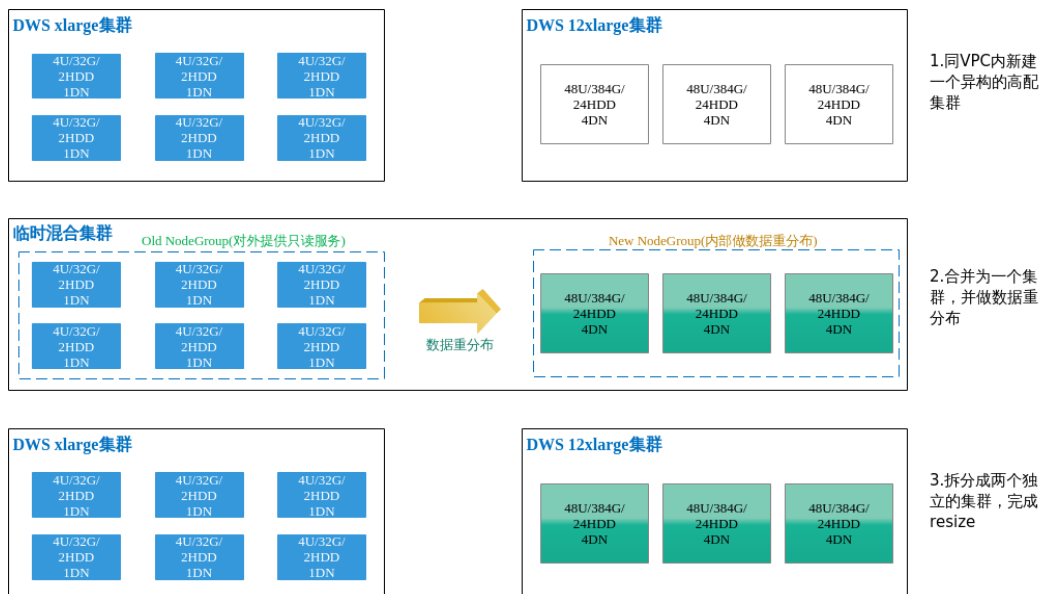 DWS xlarge集群
4U/32G/
2HDD
1DN
4U/32G/
2HDD
1DN
4U/32G/
2HDD
1DN
4U/32G/
2HDD
1DN
4U/32G/
2HDD
1DN
4U/32G/
2HDD
1DN
DWS 12xlarge集群
48U/384G/
24HDD
4DN
48U/384G/
24HDD
4DN
48U/384G/
24HDD
4DN
1.同VPC内新建
一个异构的高配
集群
临时混合集群
Old NodeGroup(对外提供只读服务)
4U/32G/
2HDD
1DN
4U/32G/
2HDD
1DN
4U/32G/
2HDD
1DN
4U/32G/
2HDD
1DN
4U/32G/
2HDD
1DN
4U/32G/
2HDD
1DN
数据重分布
New NodeGroup(内部做数据重分布)
48U/384G/
24HDD
4DN
48U/384G/
24HDD
4DN
48U/384G/
24HDD
4DN
2.合并为一个集
群，并做数据重
分布
DWS xlarge集群
4U/32G/
2HDD
1DN
4U/32G/
2HDD
1DN
4U/32G/
2HDD
1DN
4U/32G/
2HDD
1DN
4U/32G/
2HDD
1DN
4U/32G/
2HDD
1DN
DWS 12xlarge集群
48U/384G/
24HDD
4DN
48U/384G/
24HDD
4DN
48U/384G/
24HDD
4DN
3.拆分成两个独
立的集群，完成
resize